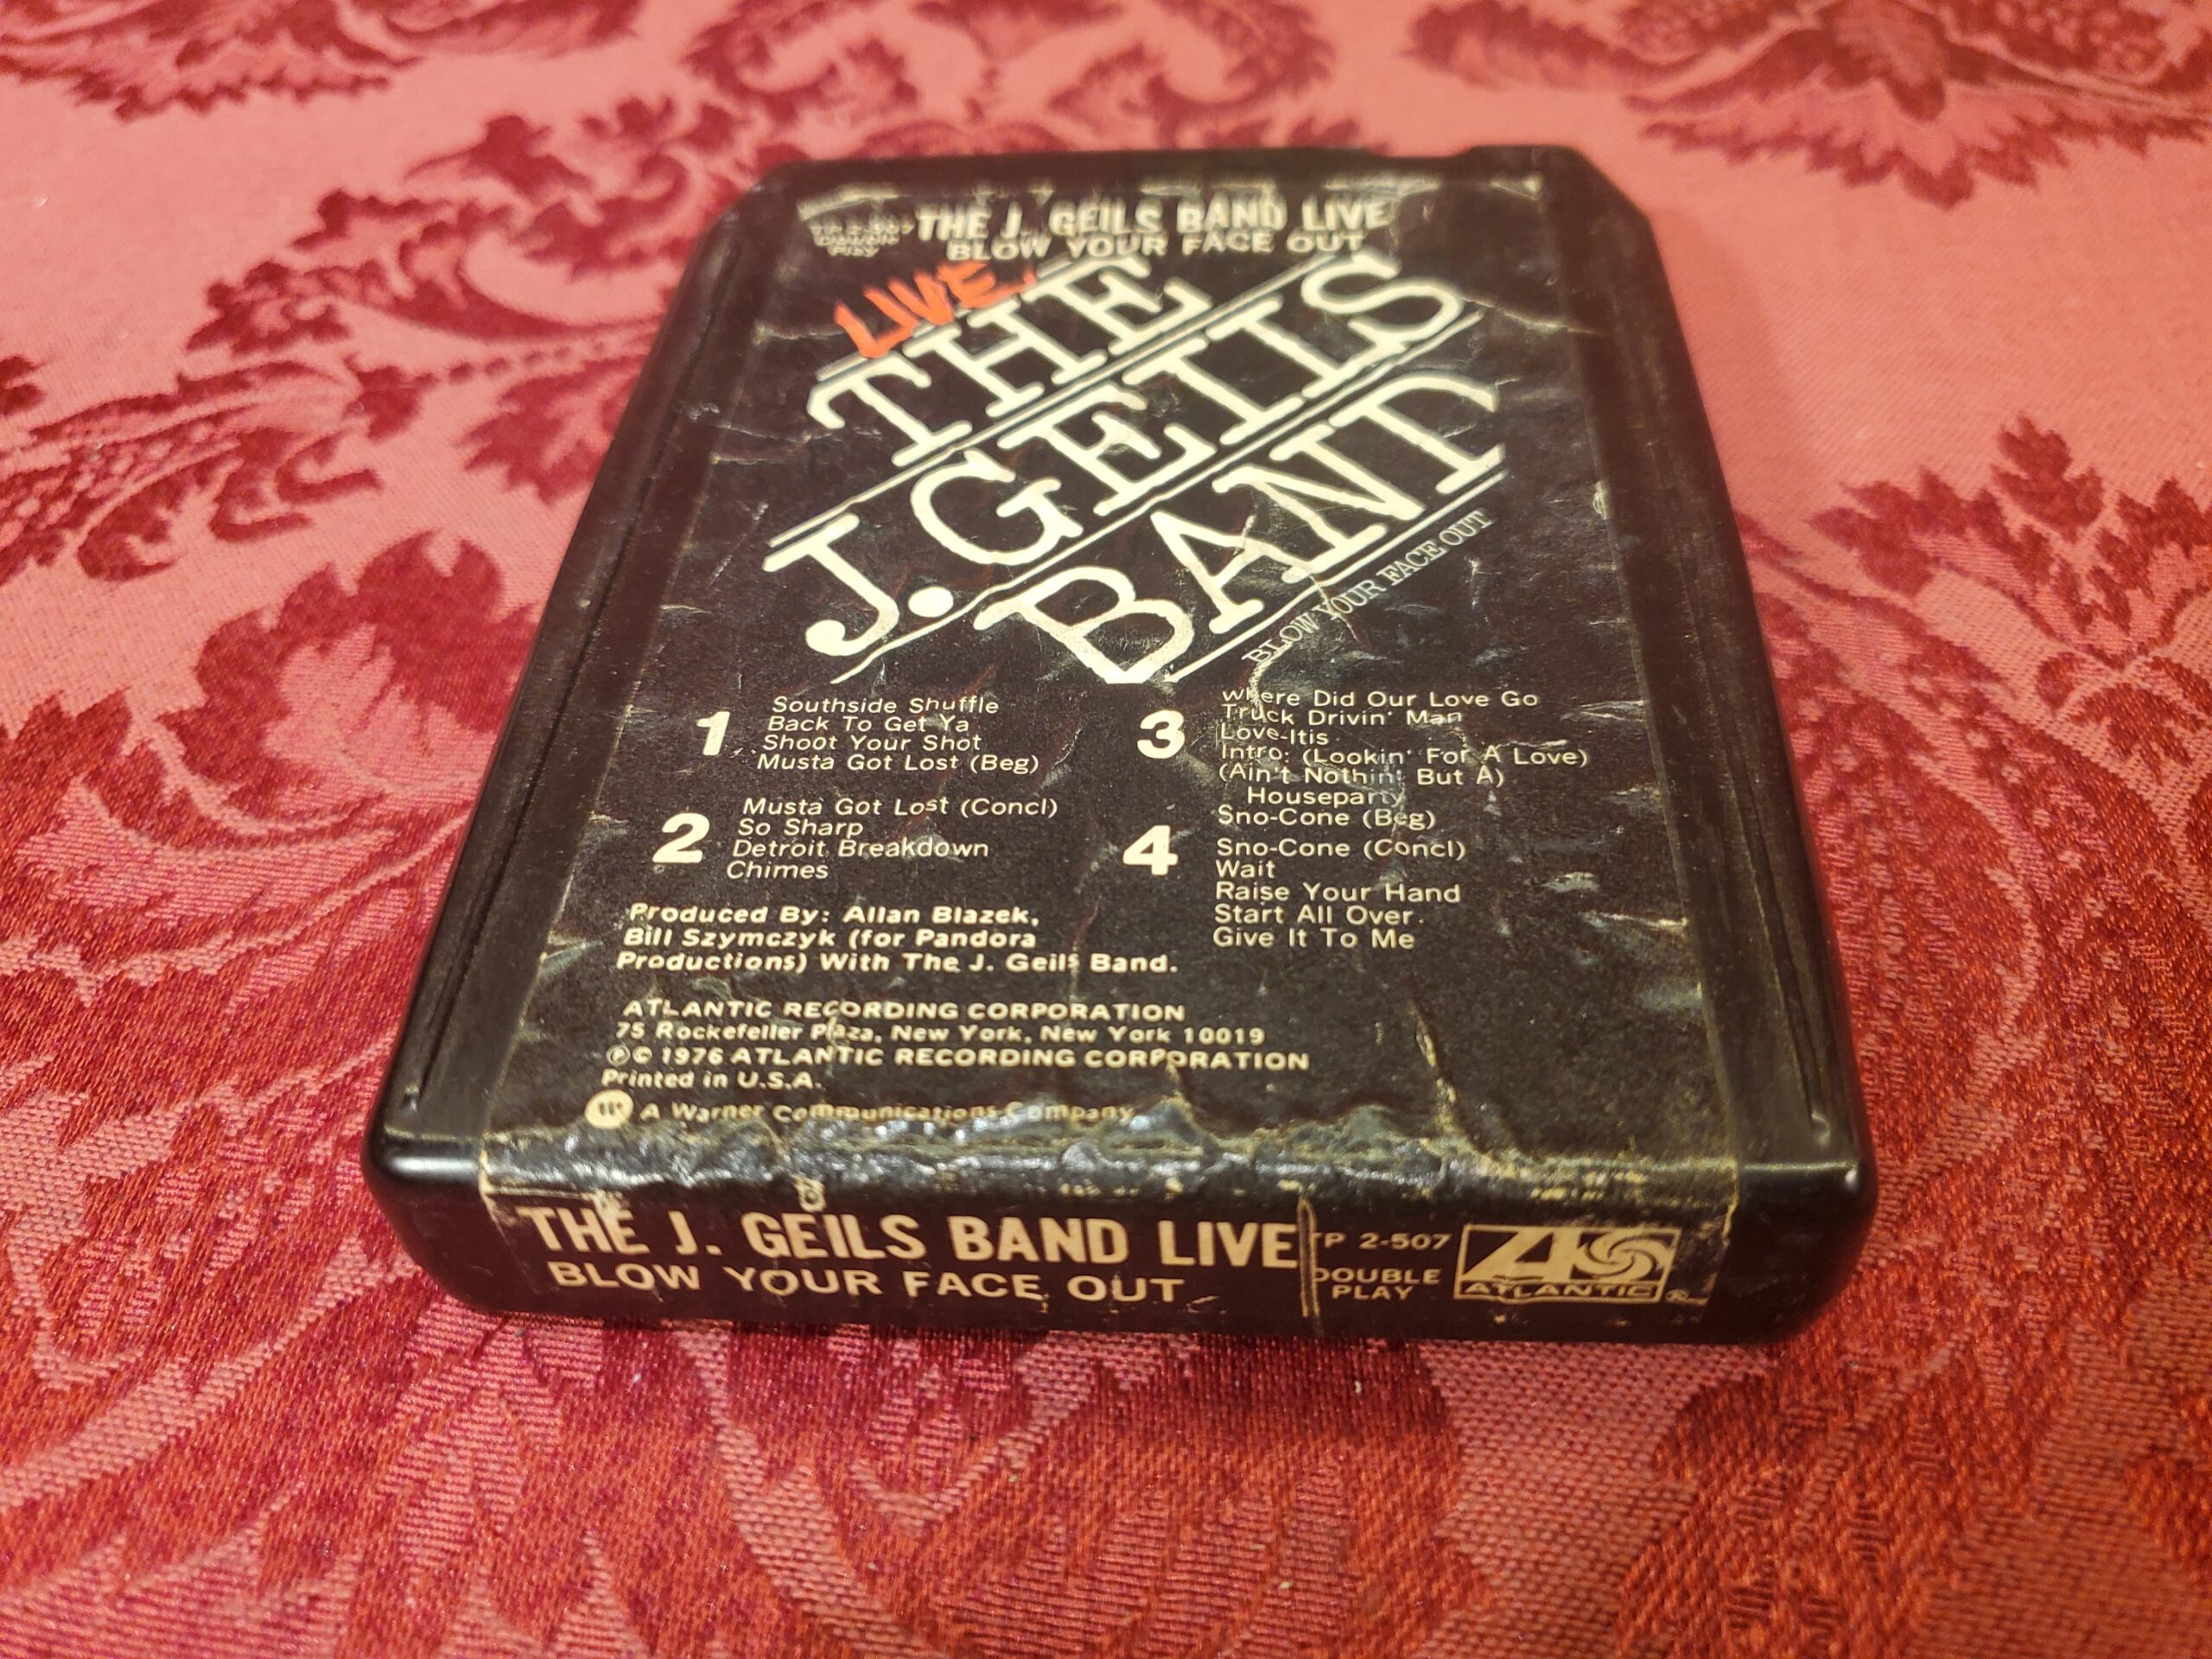 THE J. GEILS BAND LIVE
BLOW YOUR FACE OUT
Play
LIVE
THE
J. GEILS
BAND
BLOW YOUR FACE OUT
1
Southside Shuffle
Back To Get Ya
Shoot Your Shot
Musta Got Lost (Beg)
2
Musta Got Lost (Concl)
So Sharp
Detroit Breakdown
Chimes
3
Where Did Our Love Go
Truck Drivin' Man
Love-Itis
Intro: (Lookin' For A Love)
(Ain't Nothin' But A)
Houseparty
Sno-Cone (Beg)
4
Sno-Cone (Concl)
Wait
Raise Your Hand
Start All Over
Give It To Me
Produced By: Allan Blazek,
Bill Szymczyk (for Pandora
Productions) With The J. Geils Band.
ATLANTIC RECORDING CORPORATION
75 Rockefeller Plaza, New York, New York 10019
℗© 1976 ATLANTIC RECORDING CORPORATION
Printed in U.S.A.
A Warner Communications Company
THE J. GEILS BAND LIVE
BLOW YOUR FACE OUT
TP 2-507
DOUBLE
PLAY
ATLANTIC ®